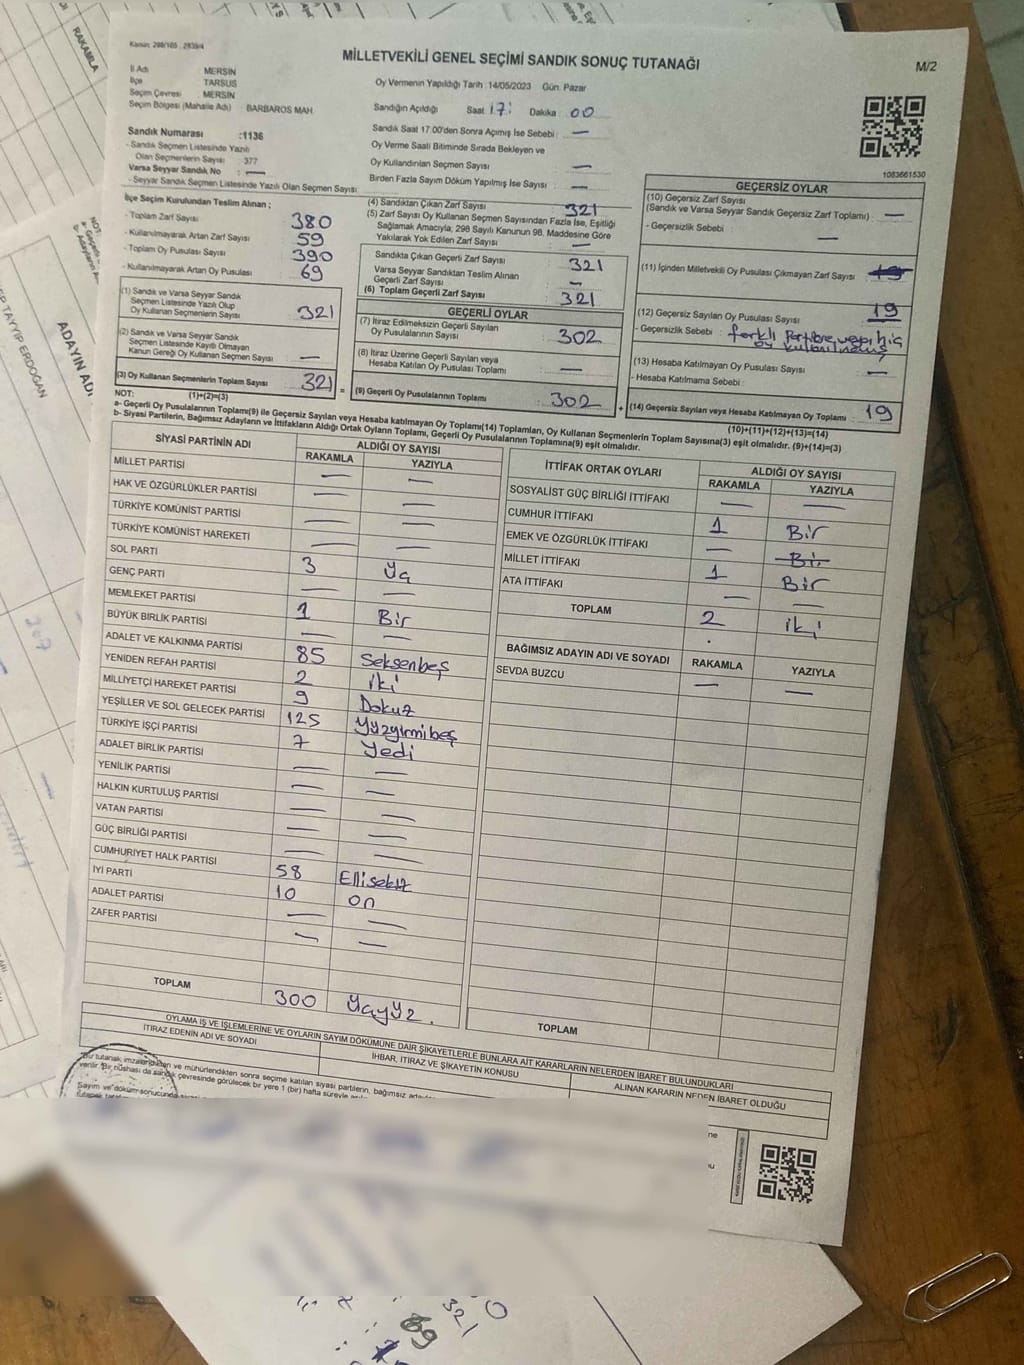 Kanun: 298/105 , 2839/4
MİLLETVEKİLİ GENEL SEÇİMİ SANDIK SONUÇ TUTANAĞI
M/2
İl Adı : MERSİN
İlçe : TARSUS
Seçim Çevresi : MERSİN
Seçim Bölgesi (Mahalle Adı) : BARBAROS MAH.
Oy Vermenin Yapıldığı Tarih :14/05/2023 Gün: Pazar
Sandığın Açıldığı Saat 17: Dakika : 00
Sandık Numarası :1136
- Sandık Seçmen Listesinde Yazılı
Olan Seçmenlerin Sayısı : 377
Varsa Seyyar Sandık No : —
- Seyyar Sandık Seçmen Listesinde Yazılı Olan Seçmen Sayısı:
Sandık Saat 17.00'den Sonra Açımış İse Sebebi : —
Oy Verme Saati Bitiminde Sırada Bekleyen ve
Oy Kullandırılan Seçmen Sayısı —
Birden Fazla Sayım Döküm Yapılmış İse Sayısı : —
1083661530
İlçe Seçim Kurulundan Teslim Alınan ;
- Toplam Zarf Sayısı : 380
- Kullanılmayarak Artan Zarf Sayısı : 59
- Toplam Oy Pusulası Sayısı : 390
- Kullanılmayarak Artan Oy Pusulası : 69
(1) Sandık ve Varsa Seyyar Sandık
Seçmen Listesinde Yazılı Olup
Oy Kullanan Seçmenlerin Sayısı : 321
(2) Sandık ve Varsa Seyyar Sandık
Seçmen Listesinde Kayıtlı Olmayan
Kanun Gereği Oy Kullanan Seçmen Sayısı : —
(3) Oy Kullanan Seçmenlerin Toplam Sayısı : 321
(1)+(2)=(3)
(4) Sandıktan Çıkan Zarf Sayısı : 321
(5) Zarf Sayısı Oy Kullanan Seçmen Sayısından Fazla İse, Eşitliği
Sağlamak Amacıyla, 298 Sayılı Kanunun 98. Maddesine Göre
Yakılarak Yok Edilen Zarf Sayısı : —
Sandıkta Çıkan Geçerli Zarf Sayısı : 321
Varsa Seyyar Sandıktan Teslim Alınan
Geçerli Zarf Sayısı : —
(6) Toplam Geçerli Zarf Sayısı : 321
GEÇERLİ OYLAR
(7) İtiraz Edilmeksizin Geçerli Sayılan
Oy Pusulalarının Sayısı : 302
(8) İtiraz Üzerine Geçerli Sayılan veya
Hesaba Katılan Oy Pusulası Toplamı : —
= (9) Geçerli Oy Pusulalarının Toplamı : 302 +
GEÇERSİZ OYLAR
(10) Geçersiz Zarf Sayısı
(Sandık ve Varsa Seyyar Sandık Geçersiz Zarf Toplamı) : —
- Geçersizlik Sebebi : —
(11) İçinden Milletvekili Oy Pusulası Çıkmayan Zarf Sayısı : 19
(12) Geçersiz Sayılan Oy Pusulası Sayısı : 19
- Geçersizlik Sebebi : farklı Partilere veya hiç
oy kullanılmamış
(13) Hesaba Katılmayan Oy Pusulası Sayısı : —
- Hesaba Katılmama Sebebi :
(14) Geçersiz Sayılan veya Hesaba Katılmayan Oy Toplamı : 19
(10)+(11)+(12)+(13)=(14)
NOT:
a- Geçerli Oy Pusulalarının Toplamı(9) ile Geçersiz Sayılan veya Hesaba katılmayan Oy Toplamı(14) Toplamları, Oy Kullanan Seçmenlerin Toplam Sayısına(3) eşit olmalıdır. (9)+(14)=(3)
b- Siyasi Partilerin, Bağımsız Adayların ve İttifakların Aldığı Ortak Oyların Toplamı, Geçerli Oy Pusulalarının Toplamına(9) eşit olmalıdır.
SİYASİ PARTİNİN ADI ALDIĞI OY SAYISI
RAKAMLA YAZIYLA
MİLLET PARTİSİ — —
HAK VE ÖZGÜRLÜKLER PARTİSİ — —
TÜRKİYE KOMÜNİST PARTİSİ — —
TÜRKİYE KOMÜNİST HAREKETİ — —
SOL PARTİ 3 Üç
GENÇ PARTİ — —
MEMLEKET PARTİSİ 1 Bir
BÜYÜK BİRLİK PARTİSİ — —
ADALET VE KALKINMA PARTİSİ 85 Seksenbeş
YENİDEN REFAH PARTİSİ 2 iki
MİLLİYETÇİ HAREKET PARTİSİ 9 Dokuz
YEŞİLLER VE SOL GELECEK PARTİSİ 125 Yüzyirmibeş
TÜRKİYE İŞÇİ PARTİSİ 7 Yedi
ADALET BİRLİK PARTİSİ — —
YENİLİK PARTİSİ — —
HALKIN KURTULUŞ PARTİSİ — —
VATAN PARTİSİ — —
GÜÇ BİRLİĞİ PARTİSİ — —
CUMHURİYET HALK PARTİSİ 58 Ellisekiz
İYİ PARTİ 10 on
ADALET PARTİSİ — —
ZAFER PARTİSİ — —
TOPLAM 300 Üçyüz.
İTTİFAK ORTAK OYLARI ALDIĞI OY SAYISI
RAKAMLA YAZIYLA
SOSYALİST GÜÇ BİRLİĞİ İTTİFAKI — —
CUMHUR İTTİFAKI 1 Bir
EMEK VE ÖZGÜRLÜK İTTİFAKI — Bir
MİLLET İTTİFAKI 1 Bir
ATA İTTİFAKI — —
TOPLAM 2 iki
BAĞIMSIZ ADAYIN ADI VE SOYADI RAKAMLA YAZIYLA
SEVDA BUZCU — —
TOPLAM
OYLAMA İŞ VE İŞLEMLERİNE VE OYLARIN SAYIM DÖKÜMÜNE DAİR ŞİKAYETLERLE BUNLARA AİT KARARLARIN NELERDEN İBARET BULUNDUKLARI
İTİRAZ EDENİN ADI VE SOYADI
İHBAR, İTİRAZ VE ŞİKAYETİN KONUSU
ALINAN KARARIN NEDEN İBARET OLDUĞU
Bu tutanak imzalandıktan ve mühürlendikten sonra seçime katılan siyasi partilerin, bağımsız
verilir. Bir nüshası da sandık çevresinde görülecek bir yere 1 (bir) hafta süreyle
Sayım ve döküm sonucunda
RAKAMLA
TAYYİP ERDOĞAN
ADAYIN ADI
NOT:
207
321
69